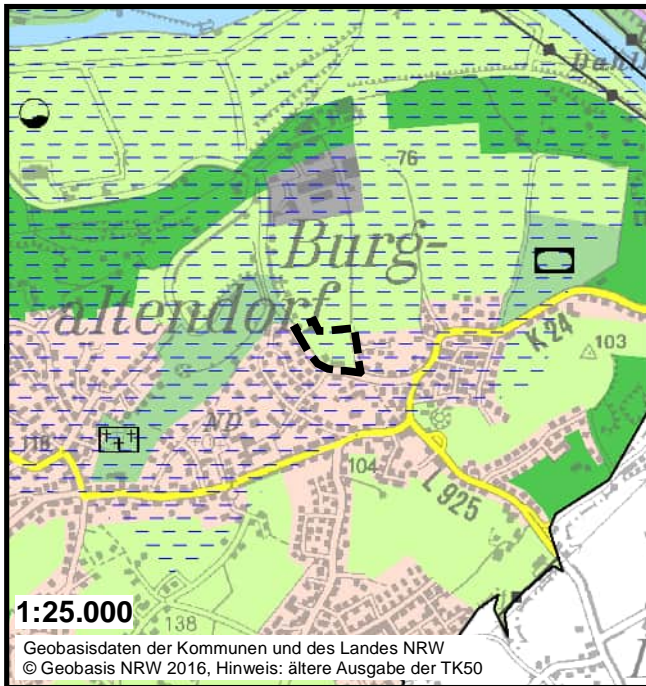 Dahl
76
Burg-
altendorf
K 24
103
ND
118
104
L 925
1:25.000
138
Geobasisdaten der Kommunen und des Landes NRW
© Geobasis NRW 2016, Hinweis: ältere Ausgabe der TK50